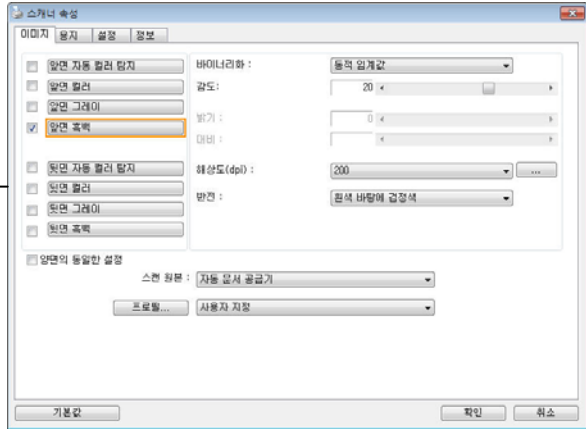 스캐너 속성
이미지 용지 설정 정보
앞면 자동 컬러 탐지
앞면 컬러
앞면 그레이
앞면 흑백
뒷면 자동 컬러 탐지
뒷면 컬러
뒷면 그레이
뒷면 흑백
바이너리화 : 동적 임계값
감도: 20
밝기 : 0
대비 :
해상도(dpi) : 200 ...
반전 : 흰색 바탕에 검정색
양면의 동일한 설정
스캔 원본 : 자동 문서 공급기
프로필... 사용자 지정
기본값 확인 취소